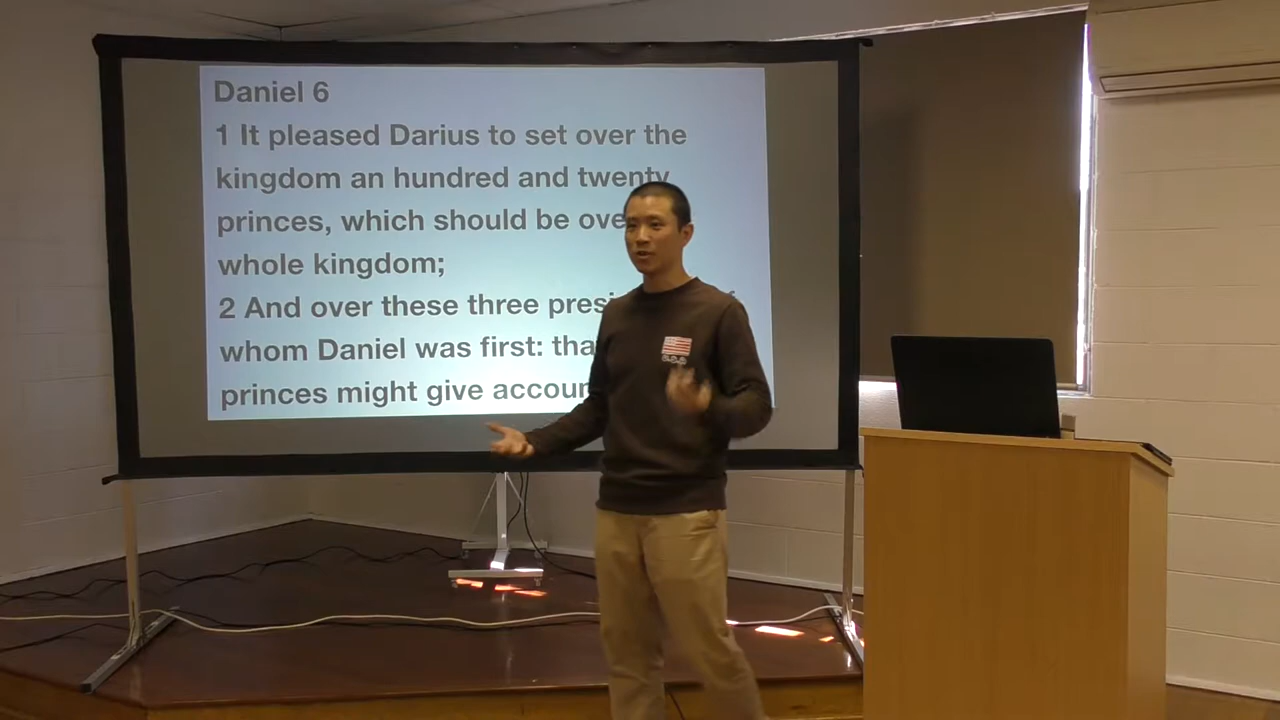 Daniel 6
1 It pleased Darius to set over the
kingdom an hundred and twenty
princes, which should be
whole kingdom;
2 And over these three
whom Daniel was first:
princes might give